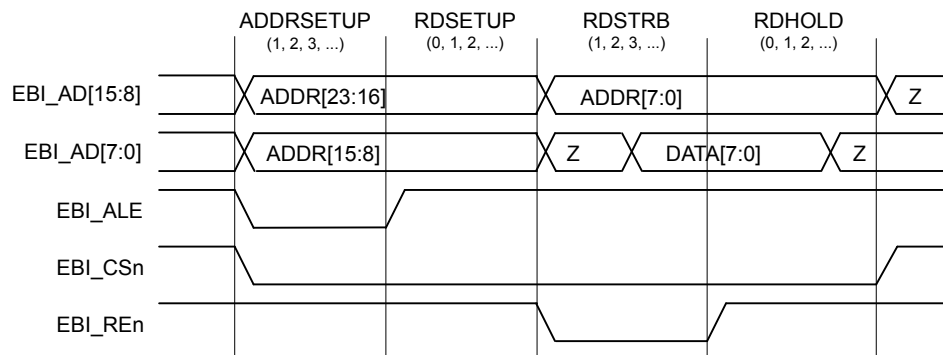 ADDRSETUP RDSETUP RDSTRB RDHOLD
(1, 2, 3, ...) (0, 1, 2, ...) (1, 2, 3, ...) (0, 1, 2, ...)
EBI_AD[15:8] ADDR[23:16] ADDR[7:0] Z
EBI_AD[7:0] ADDR[15:8] Z DATA[7:0] Z
EBI_ALE
EBI_CSn
EBI_REn